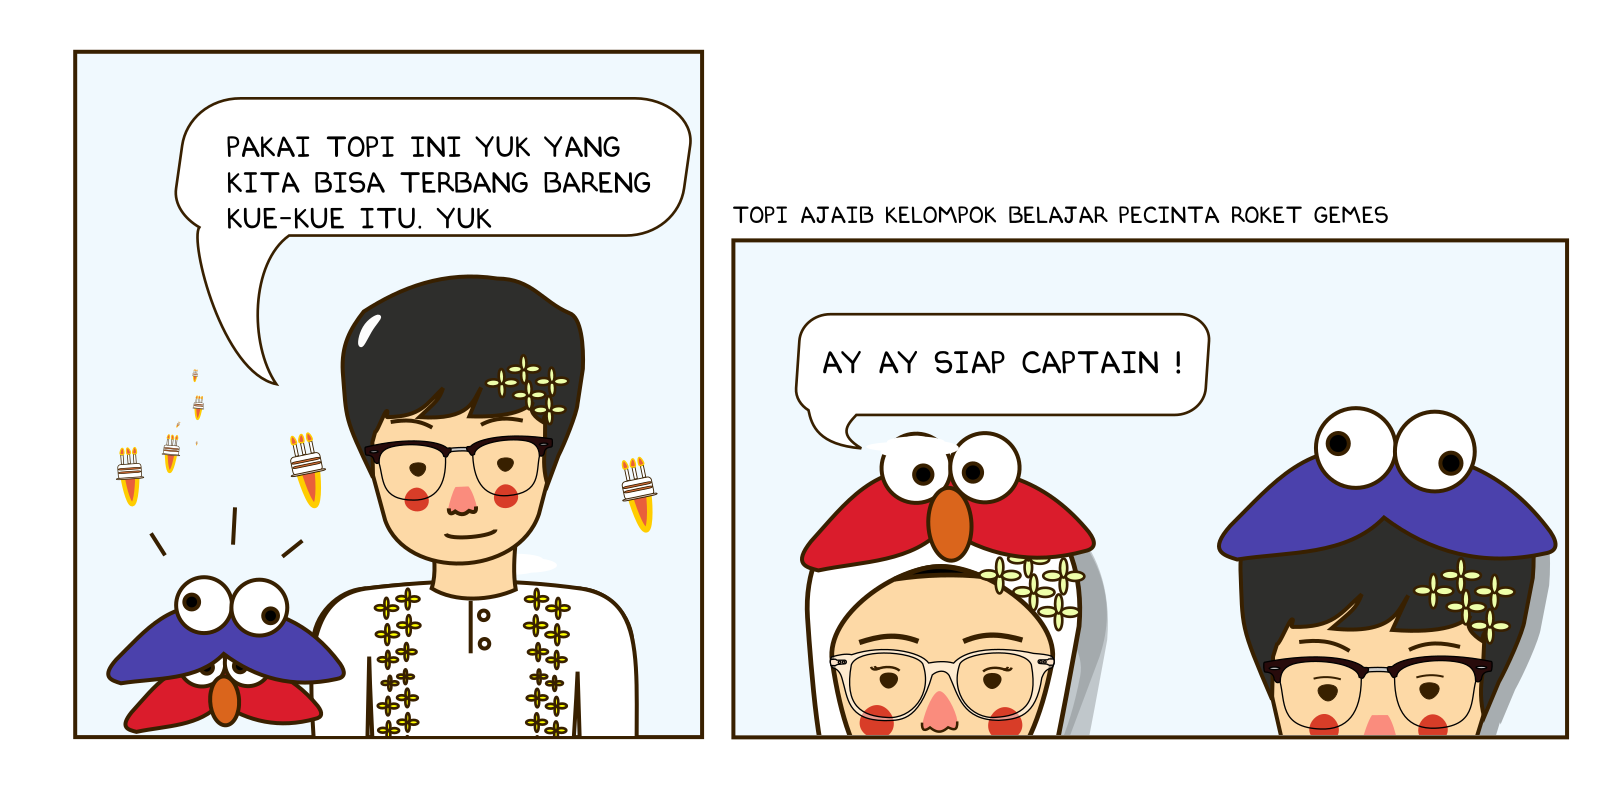 PAKAI TOPI INI YUK YANG
KITA BISA TERBANG BARENG
KUE-KUE ITU. YUK
TOPI AJAIB KELOMPOK BELAJAR PECINTA ROKET GEMES
AY AY SIAP CAPTAIN !